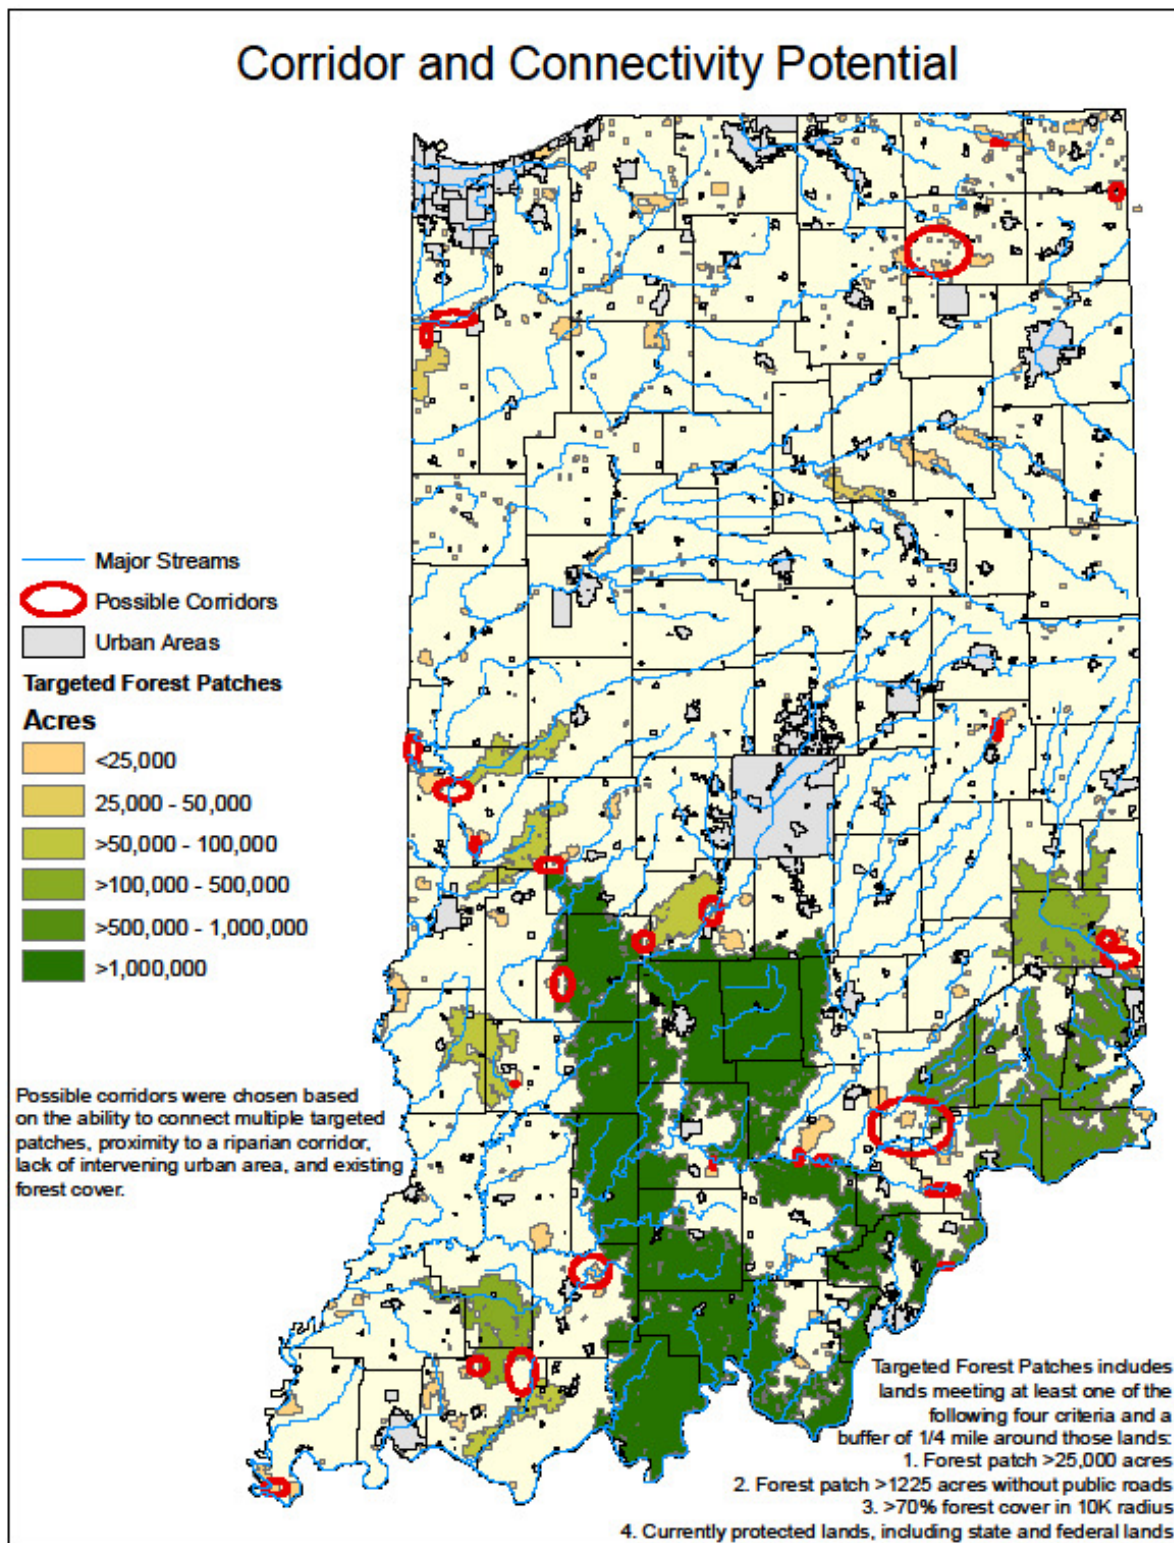 Corridor and Connectivity Potential
Major Streams
Possible Corridors
Urban Areas
Targeted Forest Patches
Acres
<25,000
25,000 - 50,000
>50,000 - 100,000
>100,000 - 500,000
>500,000 - 1,000,000
>1,000,000
Possible corridors were chosen based
on the ability to connect multiple targeted
patches, proximity to a riparian corridor,
lack of intervening urban area, and existing
forest cover.
Targeted Forest Patches includes
lands meeting at least one of the
following four criteria and a
buffer of 1/4 mile around those lands:
1. Forest patch >25,000 acres
2. Forest patch >1225 acres without public roads
3. >70% forest cover in 10K radius
4. Currently protected lands, including state and federal lands